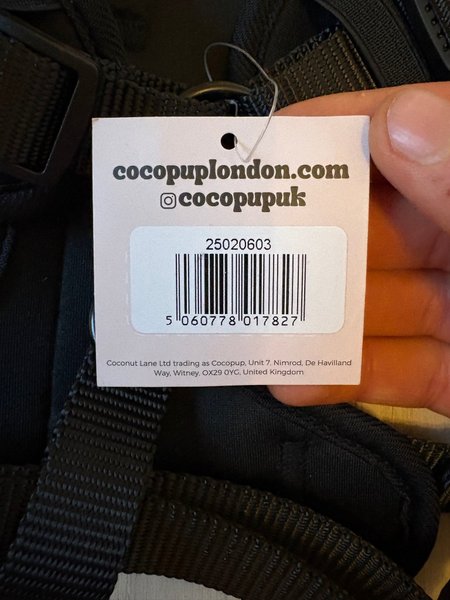 cocopuplondon.com
cocopupuk
25020603
5 060778 017827
Coconut Lane Ltd trading as Cocopup, Unit 7, Nimrod, De Havilland
Way, Witney, OX29 0YG, United Kingdom